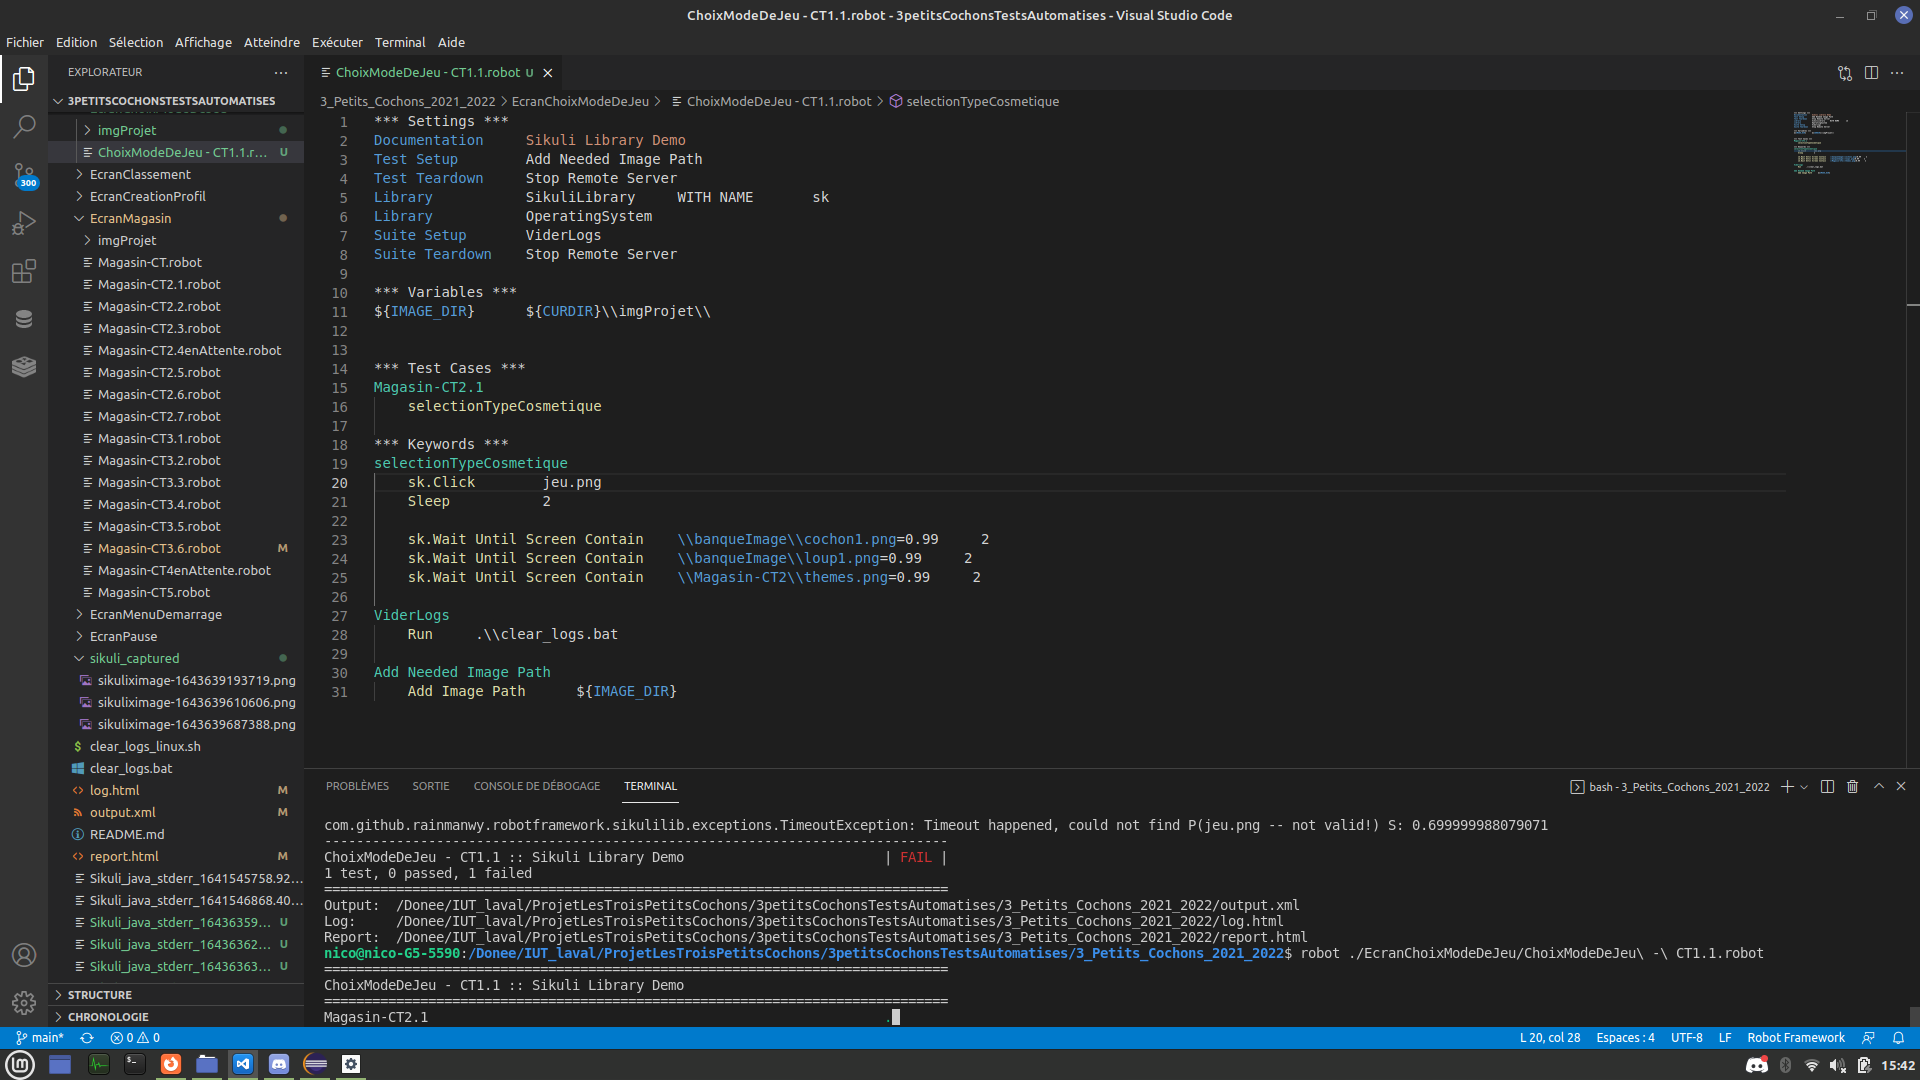 ChoixModeDeJeu - CT1.1.robot - 3petitsCochonsTestsAutomatises - Visual Studio Code
Fichier Edition Sélection Affichage Atteindre Exécuter Terminal Aide
EXPLORATEUR
3PETITSCOCHONSTESTSAUTOMATISES
imgProjet
ChoixModeDeJeu - CT1.1.r... U
EcranClassement
EcranCreationProfil
EcranMagasin
imgProjet
Magasin-CT.robot
Magasin-CT2.1.robot
Magasin-CT2.2.robot
Magasin-CT2.3.robot
Magasin-CT2.4enAttente.robot
Magasin-CT2.5.robot
Magasin-CT2.6.robot
Magasin-CT2.7.robot
Magasin-CT3.1.robot
Magasin-CT3.2.robot
Magasin-CT3.3.robot
Magasin-CT3.4.robot
Magasin-CT3.5.robot
Magasin-CT3.6.robot M
Magasin-CT4enAttente.robot
Magasin-CT5.robot
EcranMenuDemarrage
EcranPause
sikuli_captured
sikuliximage-1643639193719.png
sikuliximage-1643639610606.png
sikuliximage-1643639687388.png
clear_logs_linux.sh
clear_logs.bat
log.html M
output.xml M
README.md
report.html M
Sikuli_java_stderr_1641545758.92...
Sikuli_java_stderr_1641546868.40...
Sikuli_java_stderr_16436359... U
Sikuli_java_stderr_16436362... U
Sikuli_java_stderr_16436363... U
STRUCTURE
CHRONOLOGIE
300
ChoixModeDeJeu - CT1.1.robot U
3_Petits_Cochons_2021_2022 > EcranChoixModeDeJeu > ChoixModeDeJeu - CT1.1.robot > selectionTypeCosmetique
1 *** Settings ***
2 Documentation Sikuli Library Demo
3 Test Setup Add Needed Image Path
4 Test Teardown Stop Remote Server
5 Library SikuliLibrary WITH NAME sk
6 Library OperatingSystem
7 Suite Setup ViderLogs
8 Suite Teardown Stop Remote Server
9
10 *** Variables ***
11 ${IMAGE_DIR} ${CURDIR}\\imgProjet\\
12
13
14 *** Test Cases ***
15 Magasin-CT2.1
16 selectionTypeCosmetique
17
18 *** Keywords ***
19 selectionTypeCosmetique
20 sk.Click jeu.png
21 Sleep 2
22
23 sk.Wait Until Screen Contain \\banqueImage\\cochon1.png=0.99 2
24 sk.Wait Until Screen Contain \\banqueImage\\loup1.png=0.99 2
25 sk.Wait Until Screen Contain \\Magasin-CT2\\themes.png=0.99 2
26
27 ViderLogs
28 Run .\\clear_logs.bat
29
30 Add Needed Image Path
31 Add Image Path ${IMAGE_DIR}
PROBLÈMES SORTIE CONSOLE DE DÉBOGAGE TERMINAL
bash - 3_Petits_Cochons_2021_2022
com.github.rainmanwy.robotframework.sikulilib.exceptions.TimeoutException: Timeout happened, could not find P(jeu.png -- not valid!) S: 0.699999988079071
------------------------------------------------------------------------------
ChoixModeDeJeu - CT1.1 :: Sikuli Library Demo | FAIL |
1 test, 0 passed, 1 failed
==============================================================================
Output: /Donee/IUT_laval/ProjetLesTroisPetitsCochons/3petitsCochonsTestsAutomatises/3_Petits_Cochons_2021_2022/output.xml
Log: /Donee/IUT_laval/ProjetLesTroisPetitsCochons/3petitsCochonsTestsAutomatises/3_Petits_Cochons_2021_2022/log.html
Report: /Donee/IUT_laval/ProjetLesTroisPetitsCochons/3petitsCochonsTestsAutomatises/3_Petits_Cochons_2021_2022/report.html
nico@nico-G5-5590:/Donee/IUT_laval/ProjetLesTroisPetitsCochons/3petitsCochonsTestsAutomatises/3_Petits_Cochons_2021_2022$ robot ./EcranChoixModeDeJeu/ChoixModeDeJeu\ -\ CT1.1.robot
==============================================================================
ChoixModeDeJeu - CT1.1 :: Sikuli Library Demo
==============================================================================
Magasin-CT2.1 .
main* 0 0 L 20, col 28 Espaces : 4 UTF-8 LF Robot Framework
15:42